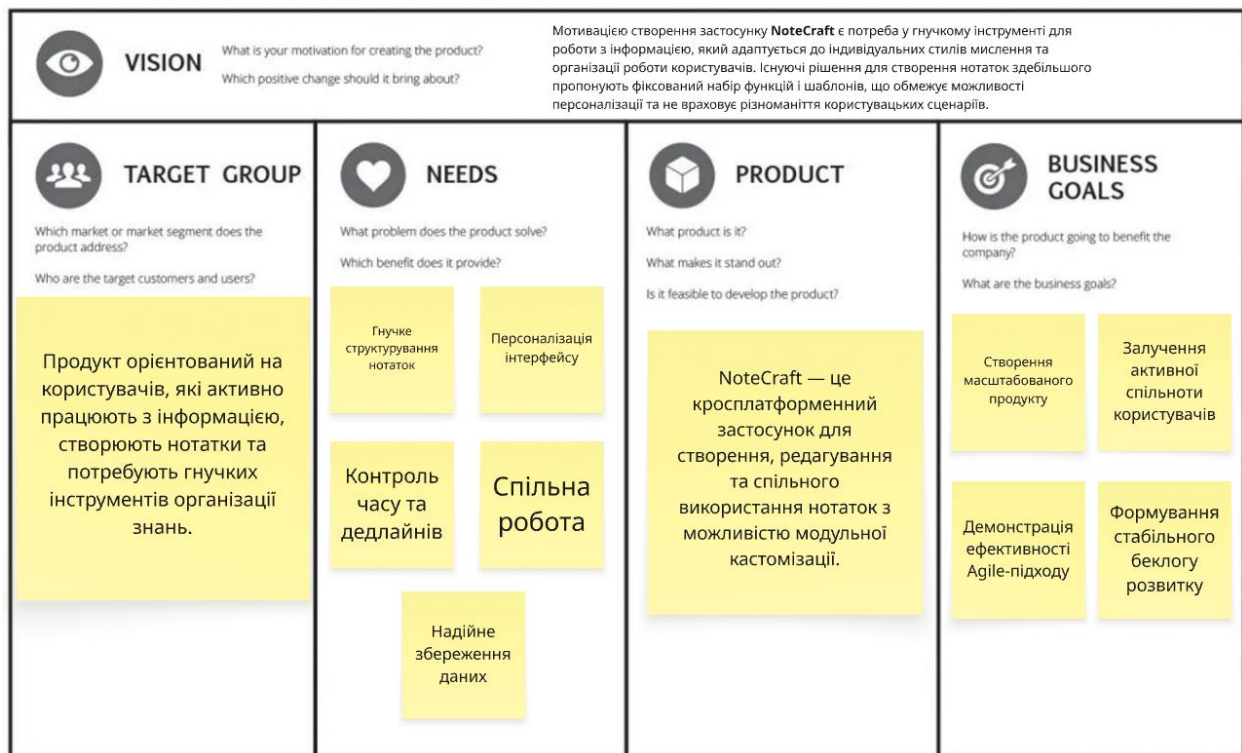 VISION
What is your motivation for creating the product?
Which positive change should it bring about?
Мотивацією створення застосунку NoteCraft є потреба у гнучкому інструменті для
роботи з інформацією, який адаптується до індивідуальних стилів мислення та
організації роботи користувачів. Існуючі рішення для створення нотаток здебільшого
пропонують фіксований набір функцій і шаблонів, що обмежує можливості
персоналізації та не враховує різноманіття користувацьких сценаріїв.
TARGET GROUP
Which market or market segment does the
product address?
Who are the target customers and users?
Продукт орієнтований на
користувачів, які активно
працюють з інформацією,
створюють нотатки та
потребують гнучких
інструментів організації
знань.
NEEDS
What problem does the product solve?
Which benefit does it provide?
Гнучке
структурування
нотаток
Персоналізація
інтерфейсу
Контроль
часу та
дедлайнів
Спільна
робота
Надійне
збереження
даних
PRODUCT
What product is it?
What makes it stand out?
Is it feasible to develop the product?
NoteCraft — це
кросплатформенний
застосунок для
створення, редагування
та спільного
використання нотаток з
можливістю модульної
кастомізації.
BUSINESS
GOALS
How is the product going to benefit the
company?
What are the business goals?
Створення
масштабованого
продукту
Залучення
активної
спільноти
користувачів
Демонстрація
ефективності
Agile-підходу
Формування
стабільного
беклогу
розвитку